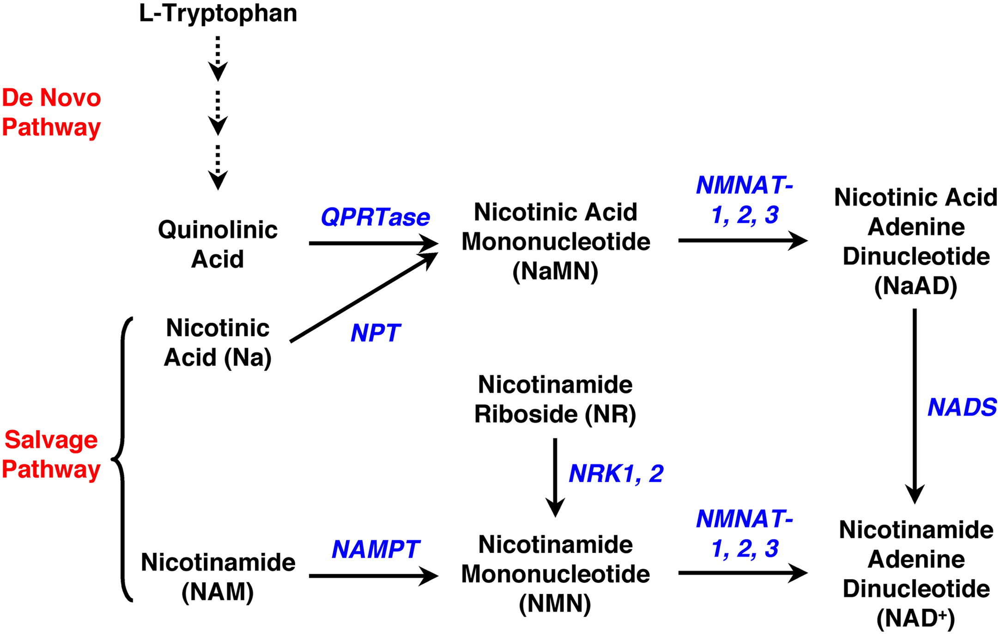 L-Tryptophan
De Novo
Pathway
Quinolinic
Acid
QPRTase
Nicotinic Acid
Mononucleotide
(NaMN)
NMNAT-
1, 2, 3
Nicotinic Acid
Adenine
Dinucleotide
(NaAD)
Nicotinic
Acid (Na)
NPT
Nicotinamide
Riboside (NR)
NADS
Salvage
Pathway
NRK1, 2
Nicotinamide
(NAM)
NAMPT
Nicotinamide
Mononucleotide
(NMN)
NMNAT-
1, 2, 3
Nicotinamide
Adenine
Dinucleotide
(NAD⁺)